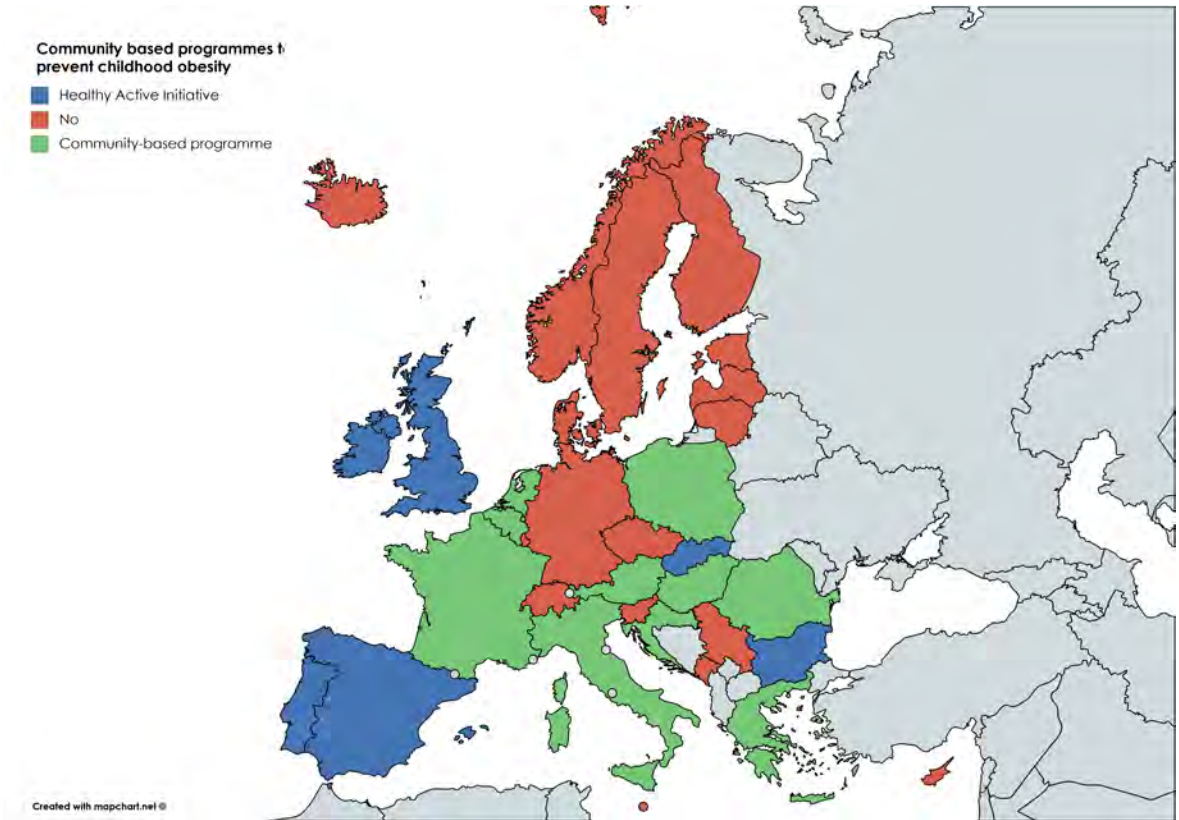 Community based programmes t
prevent childhood obesity
Healthy Active Initiative
No
Community-based programme
Created with mapchart.net ©